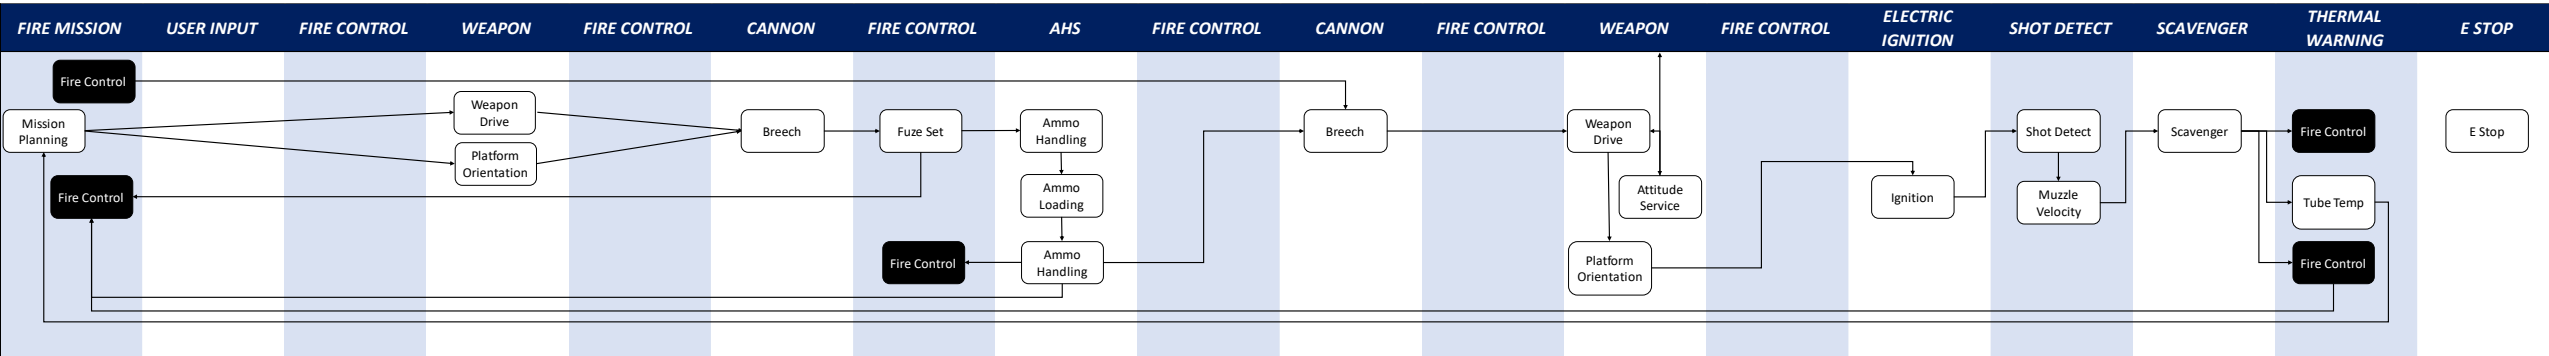 FIRE MISSION
USER INPUT
FIRE CONTROL
WEAPON
FIRE CONTROL
CANNON
FIRE CONTROL
AHS
FIRE CONTROL
CANNON
FIRE CONTROL
WEAPON
FIRE CONTROL
ELECTRIC
IGNITION
SHOT DETECT
SCAVENGER
THERMAL
WARNING
E STOP
Fire Control
Mission
Planning
Fire Control
Weapon
Drive
Platform
Orientation
Breech
Fuze Set
Fire Control
Ammo
Handling
Ammo
Loading
Ammo
Handling
Breech
Weapon
Drive
Attitude
Service
Platform
Orientation
Ignition
Shot Detect
Muzzle
Velocity
Scavenger
Fire Control
Tube Temp
Fire Control
E Stop